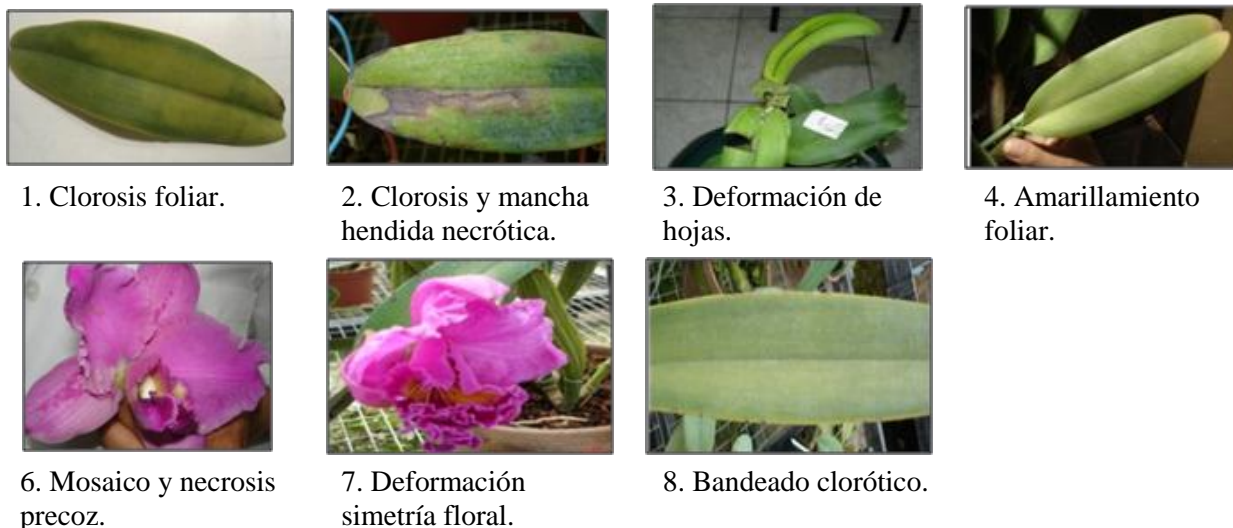 1. Clorosis foliar.
2. Clorosis y mancha
hendida necrótica.
3. Deformación de
hojas.
4. Amarillamiento
foliar.
6. Mosaico y necrosis
precoz.
7. Deformación
simetría floral.
8. Bandeado clorótico.